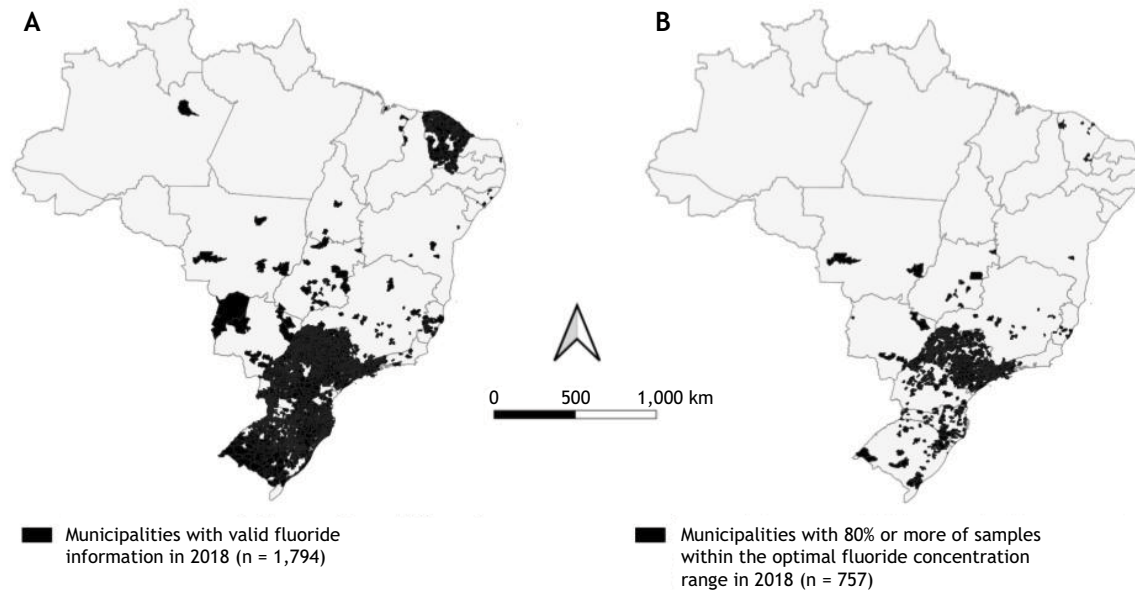 A
B
0 500 1,000 km
Municipalities with valid fluoride
information in 2018 (n = 1,794)
Municipalities with 80% or more of samples
within the optimal fluoride concentration
range in 2018 (n = 757)